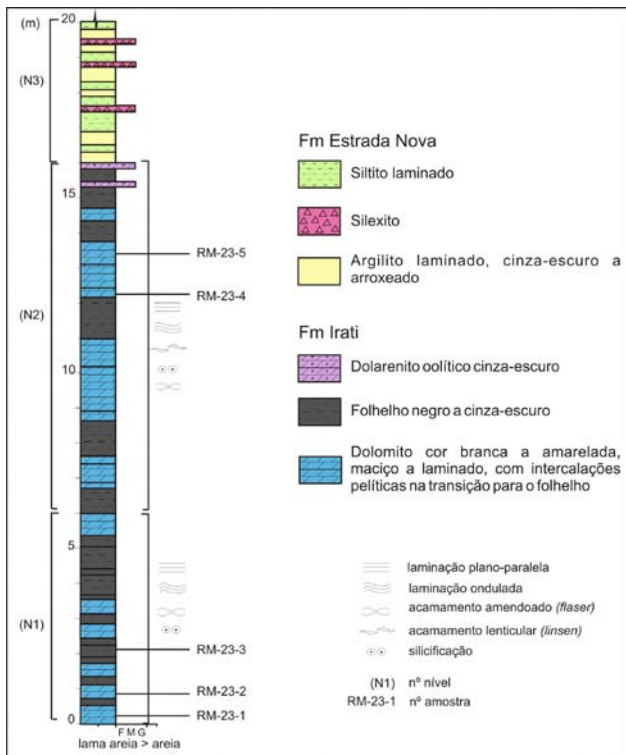 (m)
20
(N3)
15
(N2)
10
5
(N1)
0
RM-23-5
RM-23-4
RM-23-3
RM-23-2
RM-23-1
F M G
lama areia > areia
Fm Estrada Nova
Siltito laminado
Silexito
Argilito laminado, cinza-escuro a
arroxeado
Fm Irati
Dolarenito oolítico cinza-escuro
Folhelho negro a cinza-escuro
Dolomito cor branca a amarelada,
maciço a laminado, com intercalações
pelíticas na transição para o folhelho
laminação plano-paralela
laminação ondulada
acamamento amendoado (flaser)
acamamento lenticular (linsen)
silicificação
(N1) nº nível
RM-23-1 nº amostra